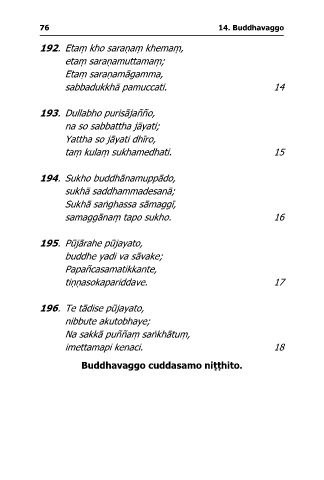 76 14. Buddhavaggo
192. Etaṃ kho saraṇaṃ khemaṃ,
etaṃ saraṇamuttamaṃ;
Etaṃ saraṇamāgamma,
sabbadukkhā pamuccati. 14
193. Dullabho purisājañño,
na so sabbattha jāyati;
Yattha so jāyati dhīro,
taṃ kulaṃ sukhamedhati. 15
194. Sukho buddhānamuppādo,
sukhā saddhammadesanā;
Sukhā saṅghassa sāmaggī,
samaggānaṃ tapo sukho. 16
195. Pūjārahe pūjayato,
buddhe yadi va sāvake;
Papañcasamatikkante,
tiṇṇasokapariddave. 17
196. Te tādise pūjayato,
nibbute akutobhaye;
Na sakkā puññaṃ saṅkhātuṃ,
imettamapi kenaci. 18
Buddhavaggo cuddasamo niṭṭhito.